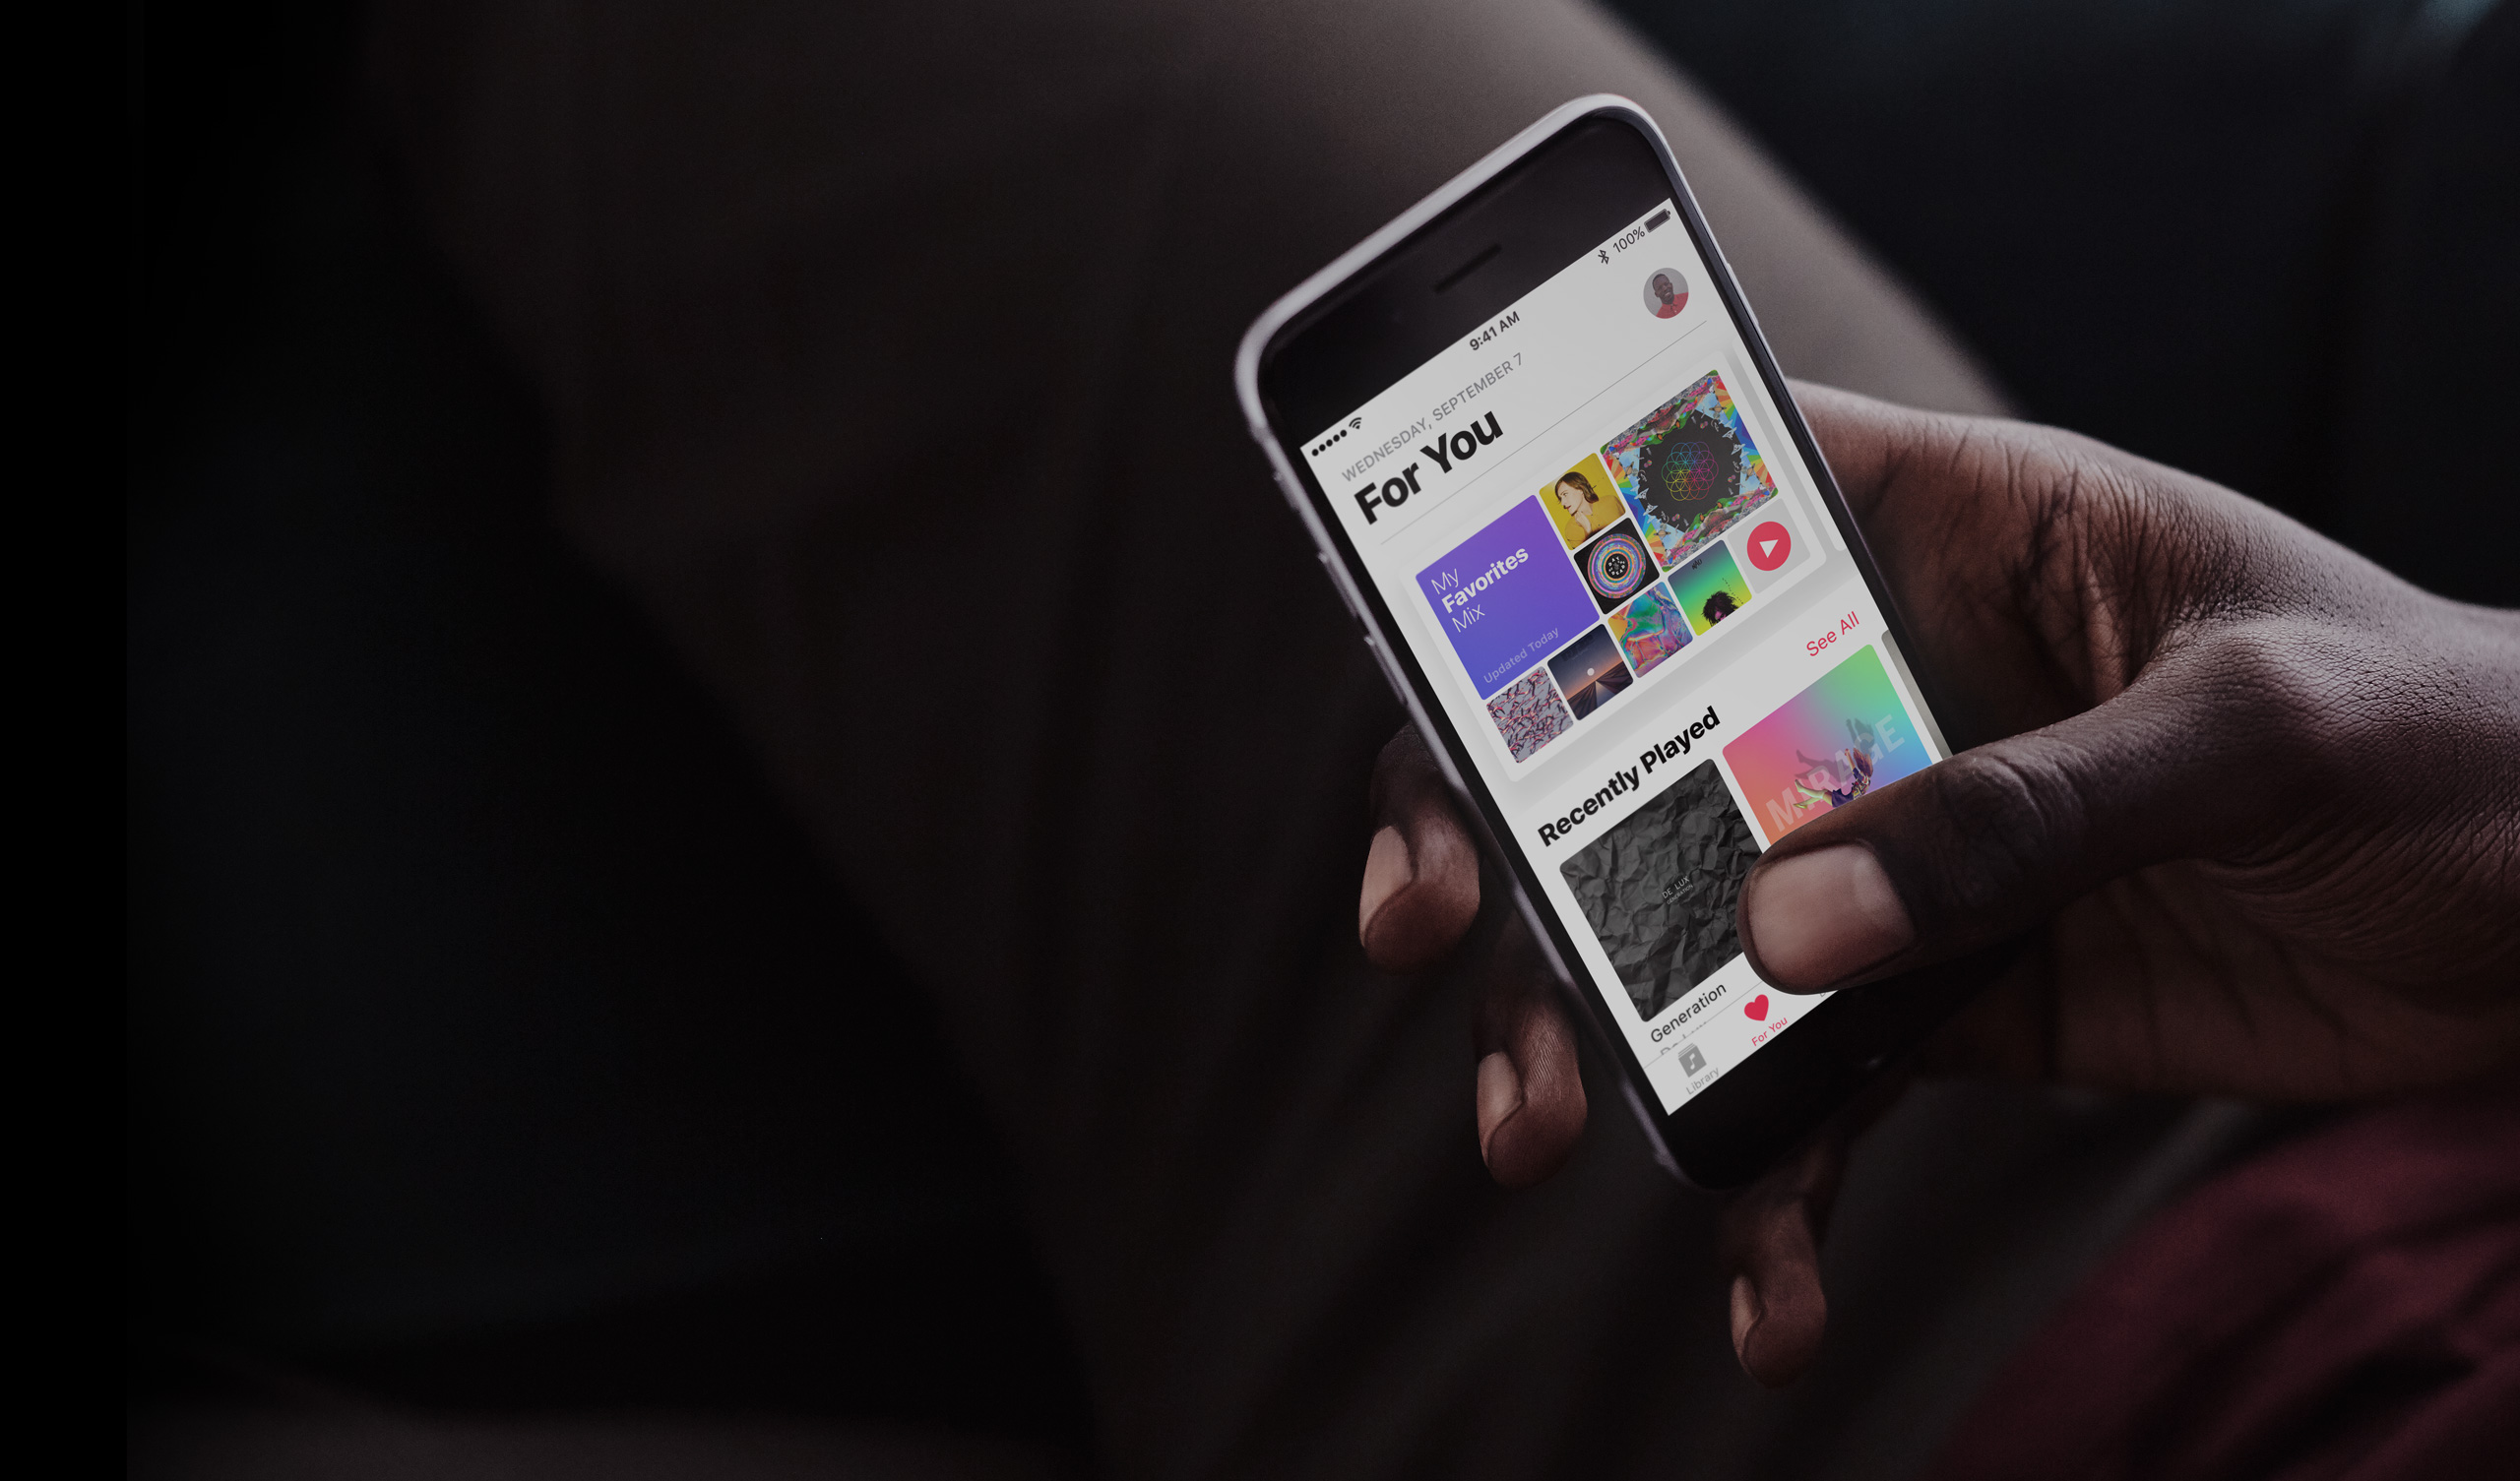 100%
9:41 AM
WEDNESDAY, SEPTEMBER 7
For You
My
Favorites
Mix
Updated Today
See All
Recently Played
MIRAGE
DE LUX
GENERATION
Generation
For You
Library